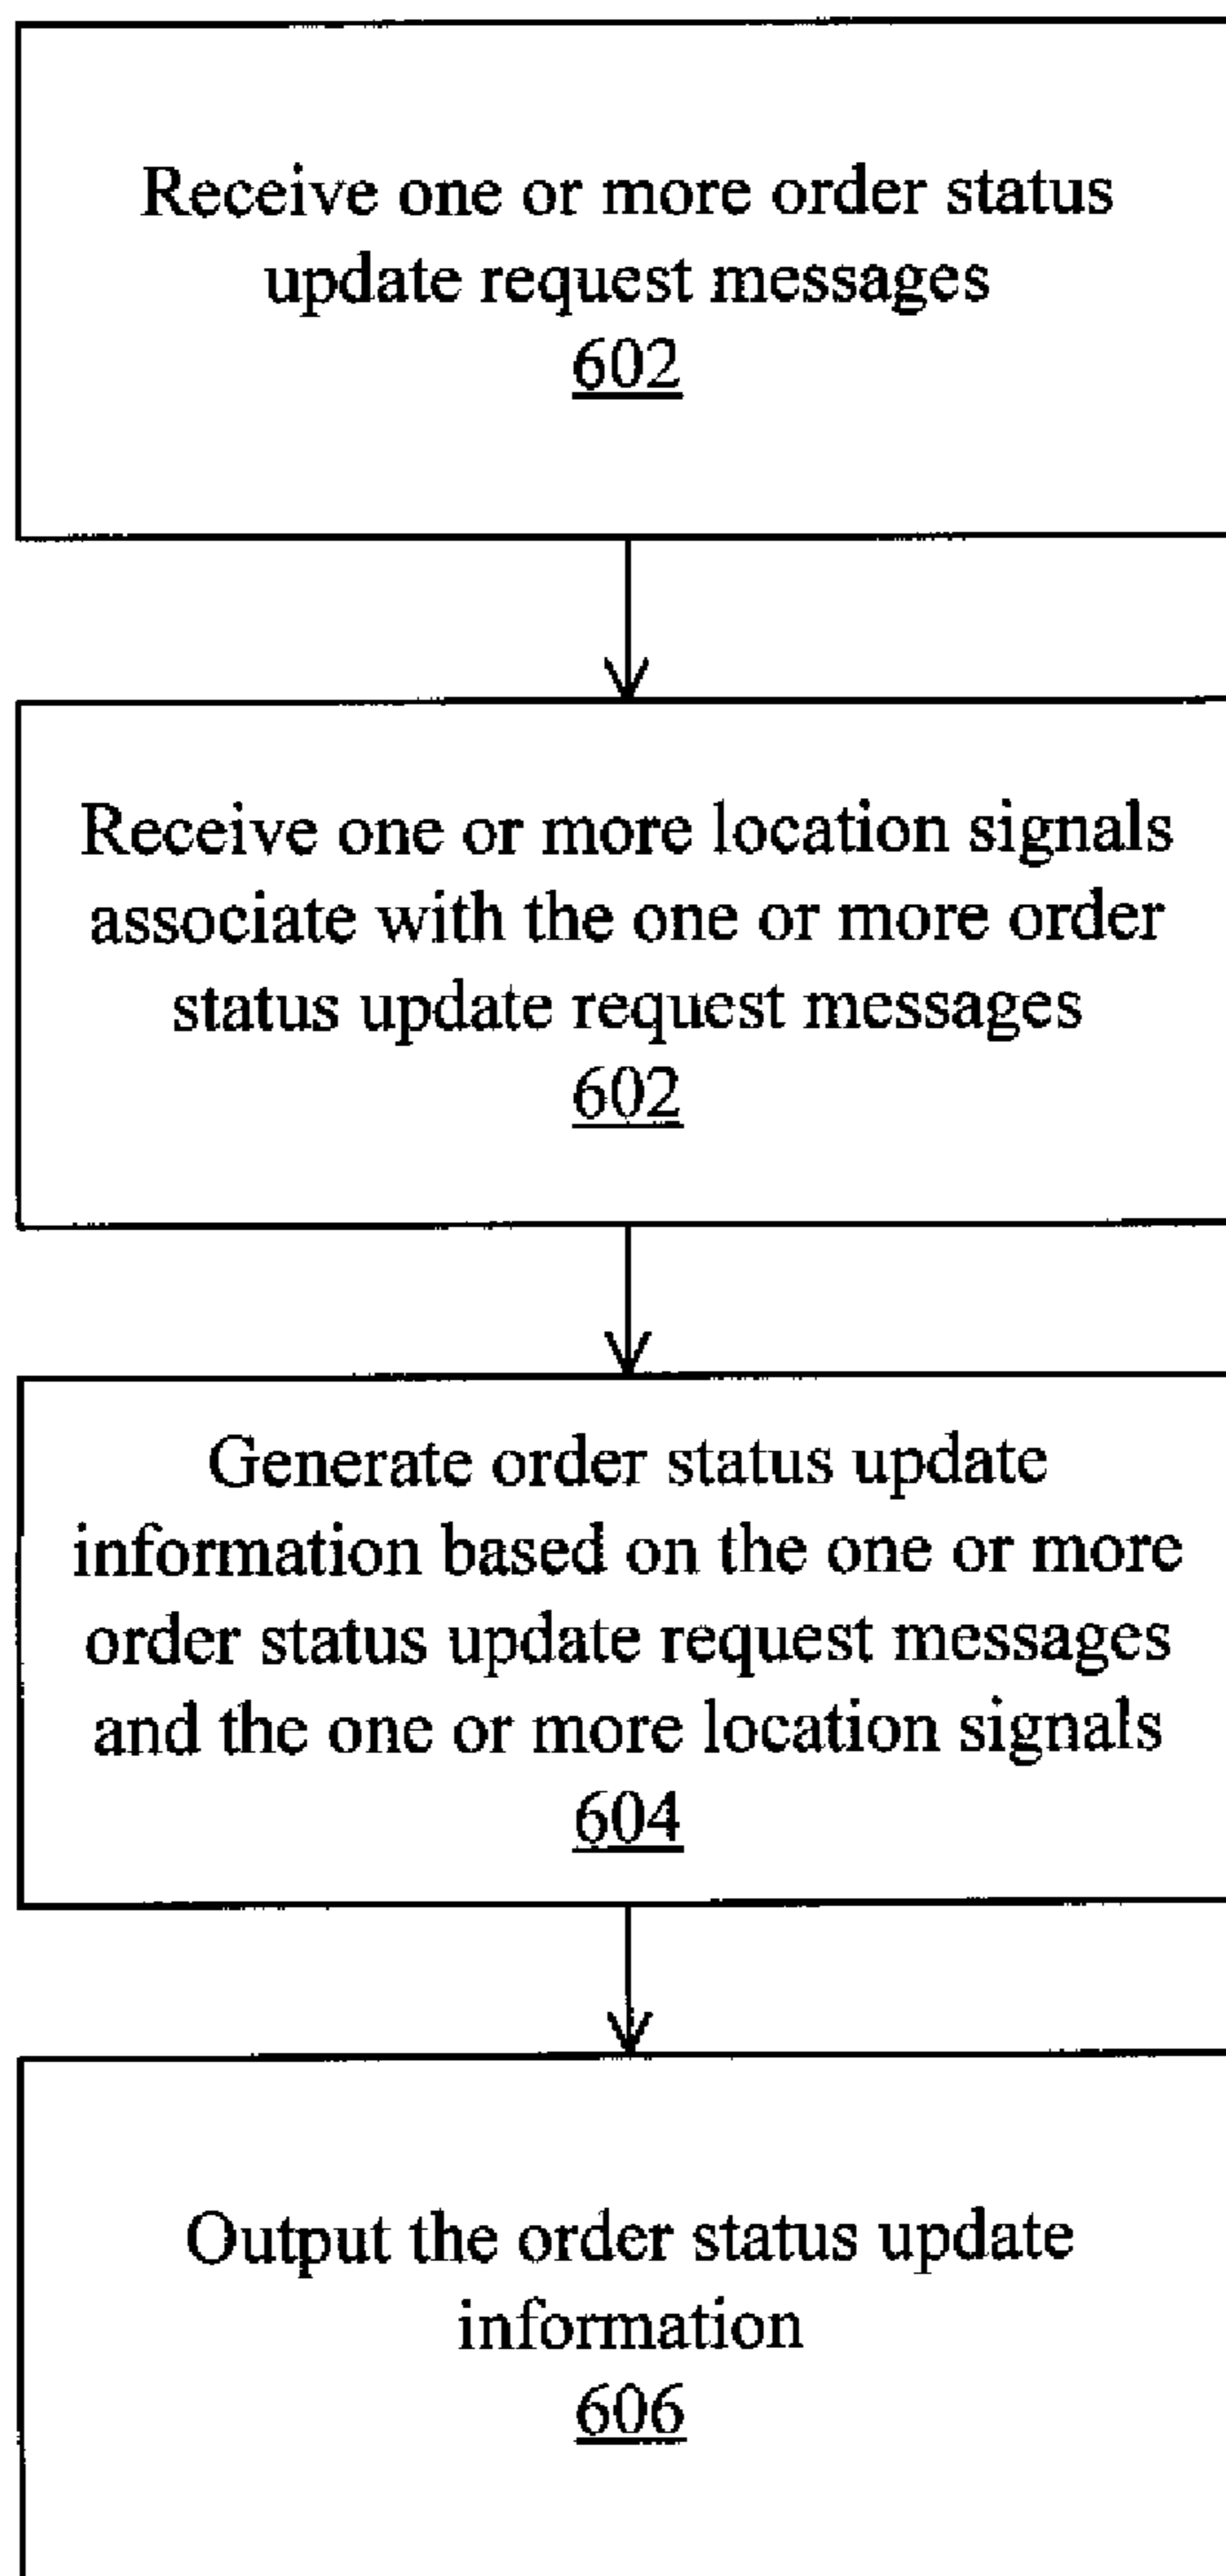 Receive one or more order status
update request messages
602
Receive one or more location signals
associate with the one or more order
status update request messages
602
Generate order status update
information based on the one or more
order status update request messages
and the one or more location signals
604
Output the order status update
information
606